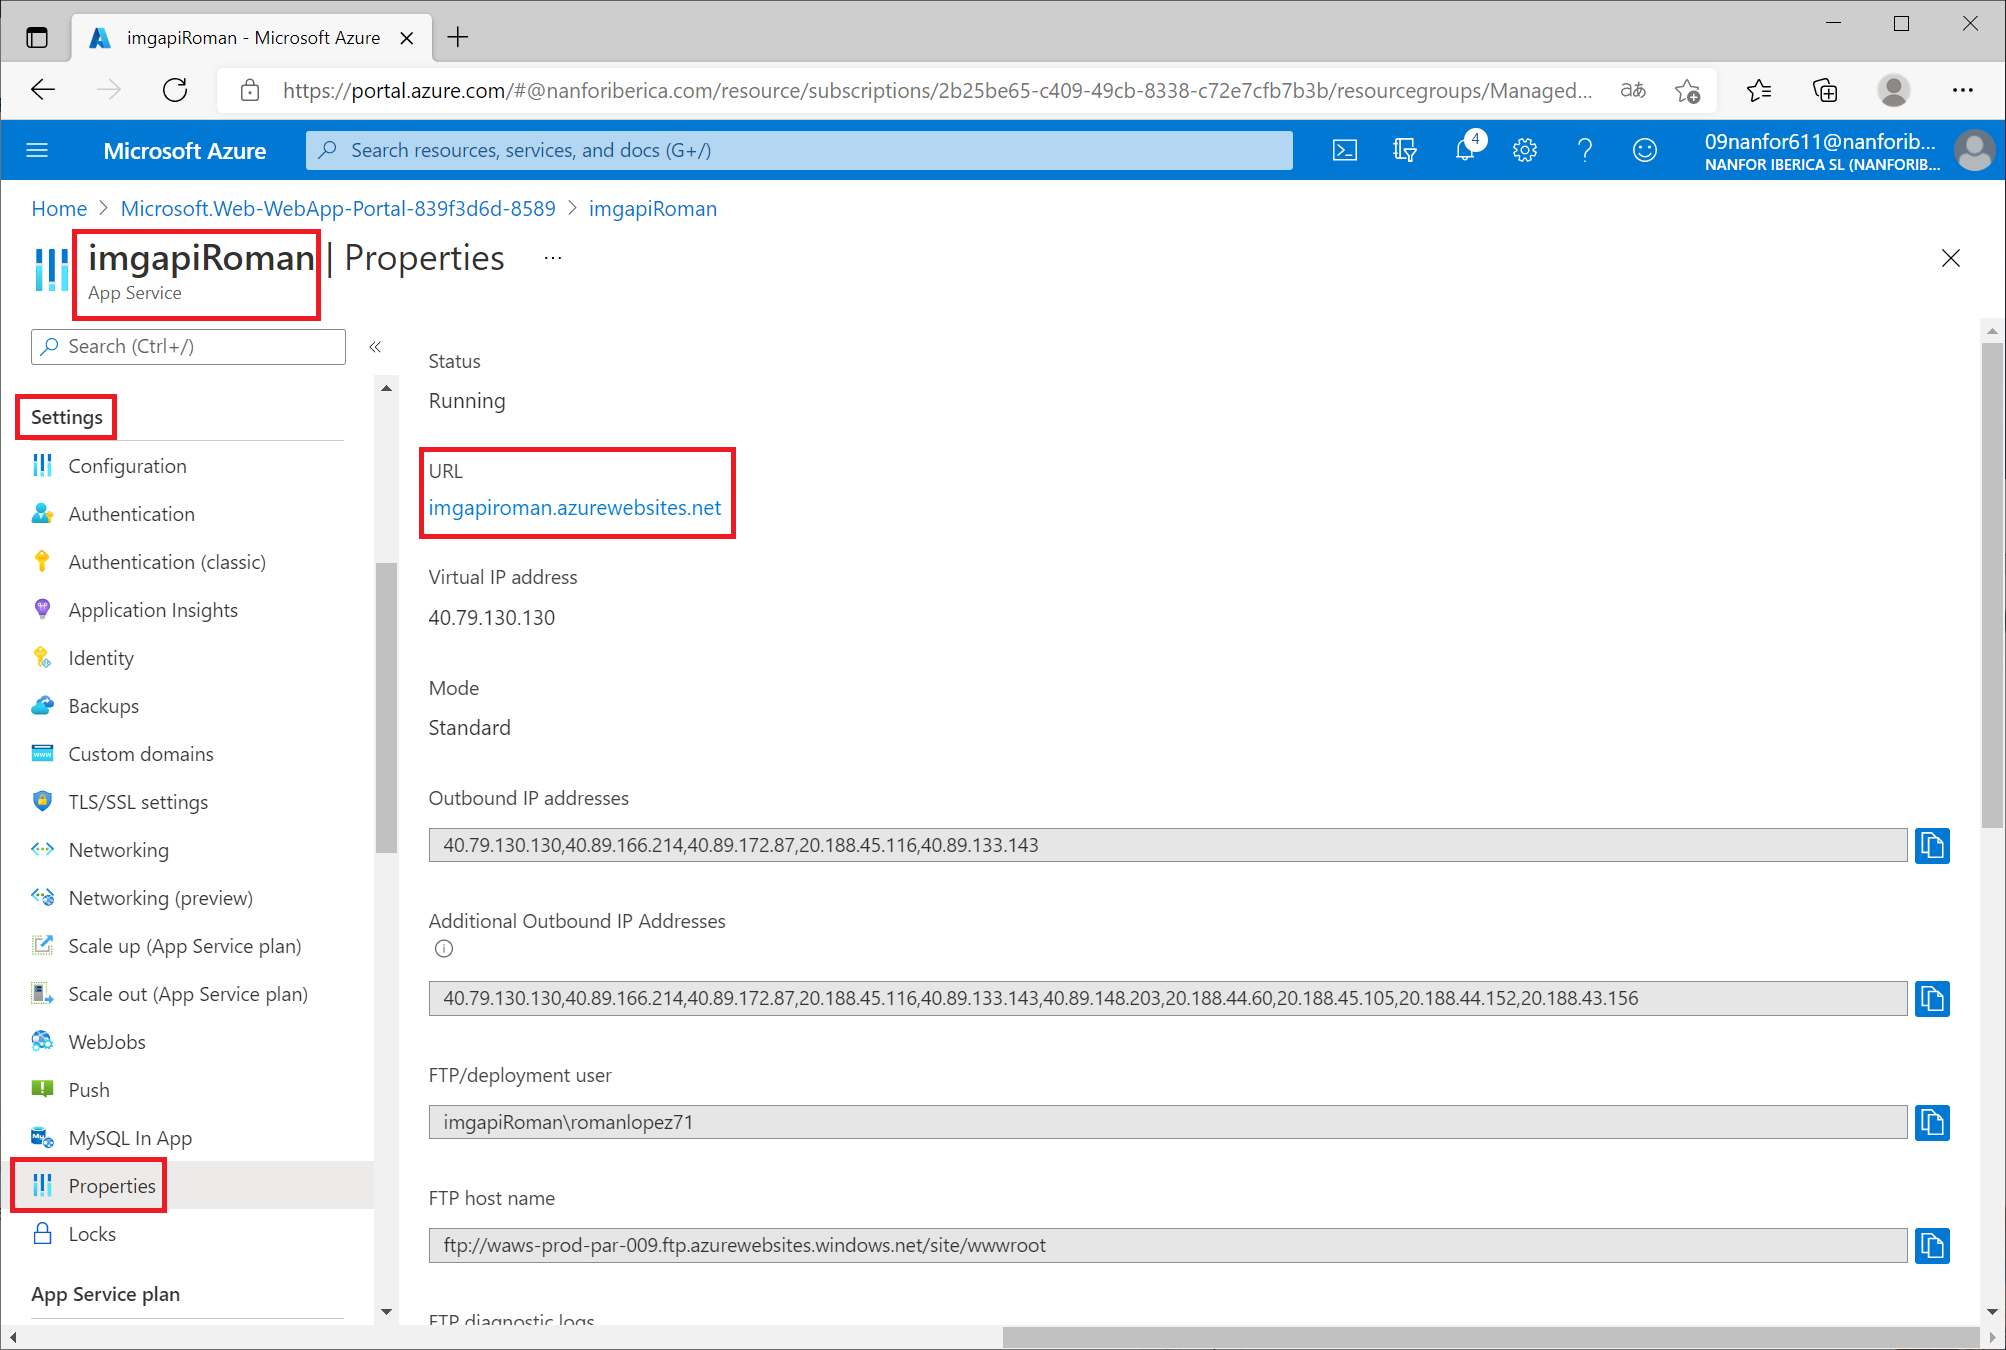 imgapiRoman - Microsoft Azure
https://portal.azure.com/#@nanforiberica.com/resource/subscriptions/2b25be65-c409-49cb-8338-c72e7cfb7b3b/resourcegroups/Managed...
aあ
Microsoft Azure
Search resources, services, and docs (G+/)
4
09nanfor611@nanforib...
NANFOR IBERICA SL (NANFORIB...
Home > Microsoft.Web-WebApp-Portal-839f3d6d-8589 > imgapiRoman
imgapiRoman | Properties ...
App Service
Search (Ctrl+/)
«
Settings
Configuration
Authentication
Authentication (classic)
Application Insights
Identity
Backups
Custom domains
TLS/SSL settings
Networking
Networking (preview)
Scale up (App Service plan)
Scale out (App Service plan)
WebJobs
Push
MySQL In App
Properties
Locks
App Service plan
Status
Running
URL
imgapiroman.azurewebsites.net
Virtual IP address
40.79.130.130
Mode
Standard
Outbound IP addresses
40.79.130.130,40.89.166.214,40.89.172.87,20.188.45.116,40.89.133.143
Additional Outbound IP Addresses
40.79.130.130,40.89.166.214,40.89.172.87,20.188.45.116,40.89.133.143,40.89.148.203,20.188.44.60,20.188.45.105,20.188.44.152,20.188.43.156
FTP/deployment user
imgapiRoman\romanlopez71
FTP host name
ftp://waws-prod-par-009.ftp.azurewebsites.windows.net/site/wwwroot
FTP diagnostic logs